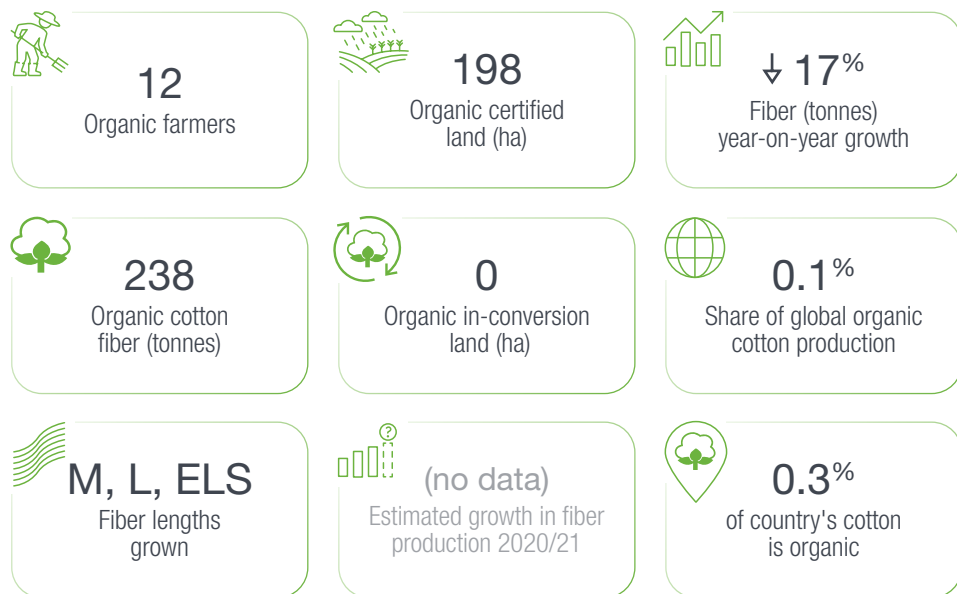 12
Organic farmers
198
Organic certified
land (ha)
↓ 17%
Fiber (tonnes)
year-on-year growth
238
Organic cotton
fiber (tonnes)
0
Organic in-conversion
land (ha)
0.1%
Share of global organic
cotton production
M, L, ELS
Fiber lengths
grown
?
(no data)
Estimated growth in fiber
production 2020/21
0.3%
of country's cotton
is organic